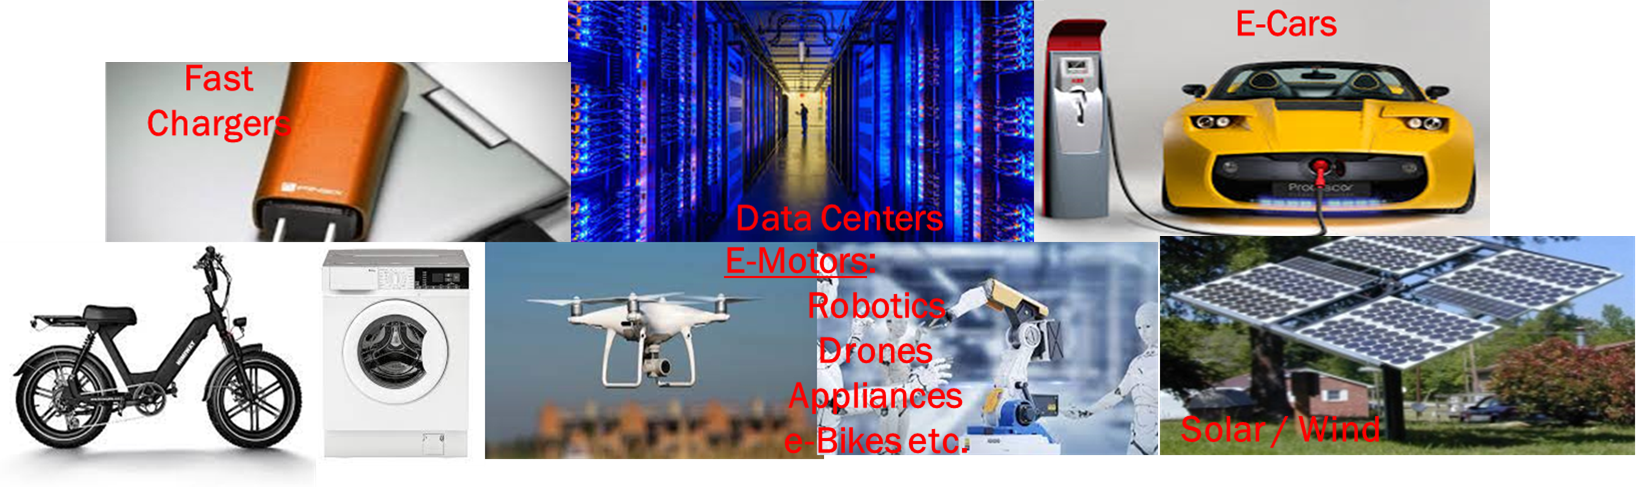 Fast
Chargers
Data Centers
E-Cars
E-Motors:
Robotics
Drones
Appliances
e-Bikes etc.
Solar / Wind